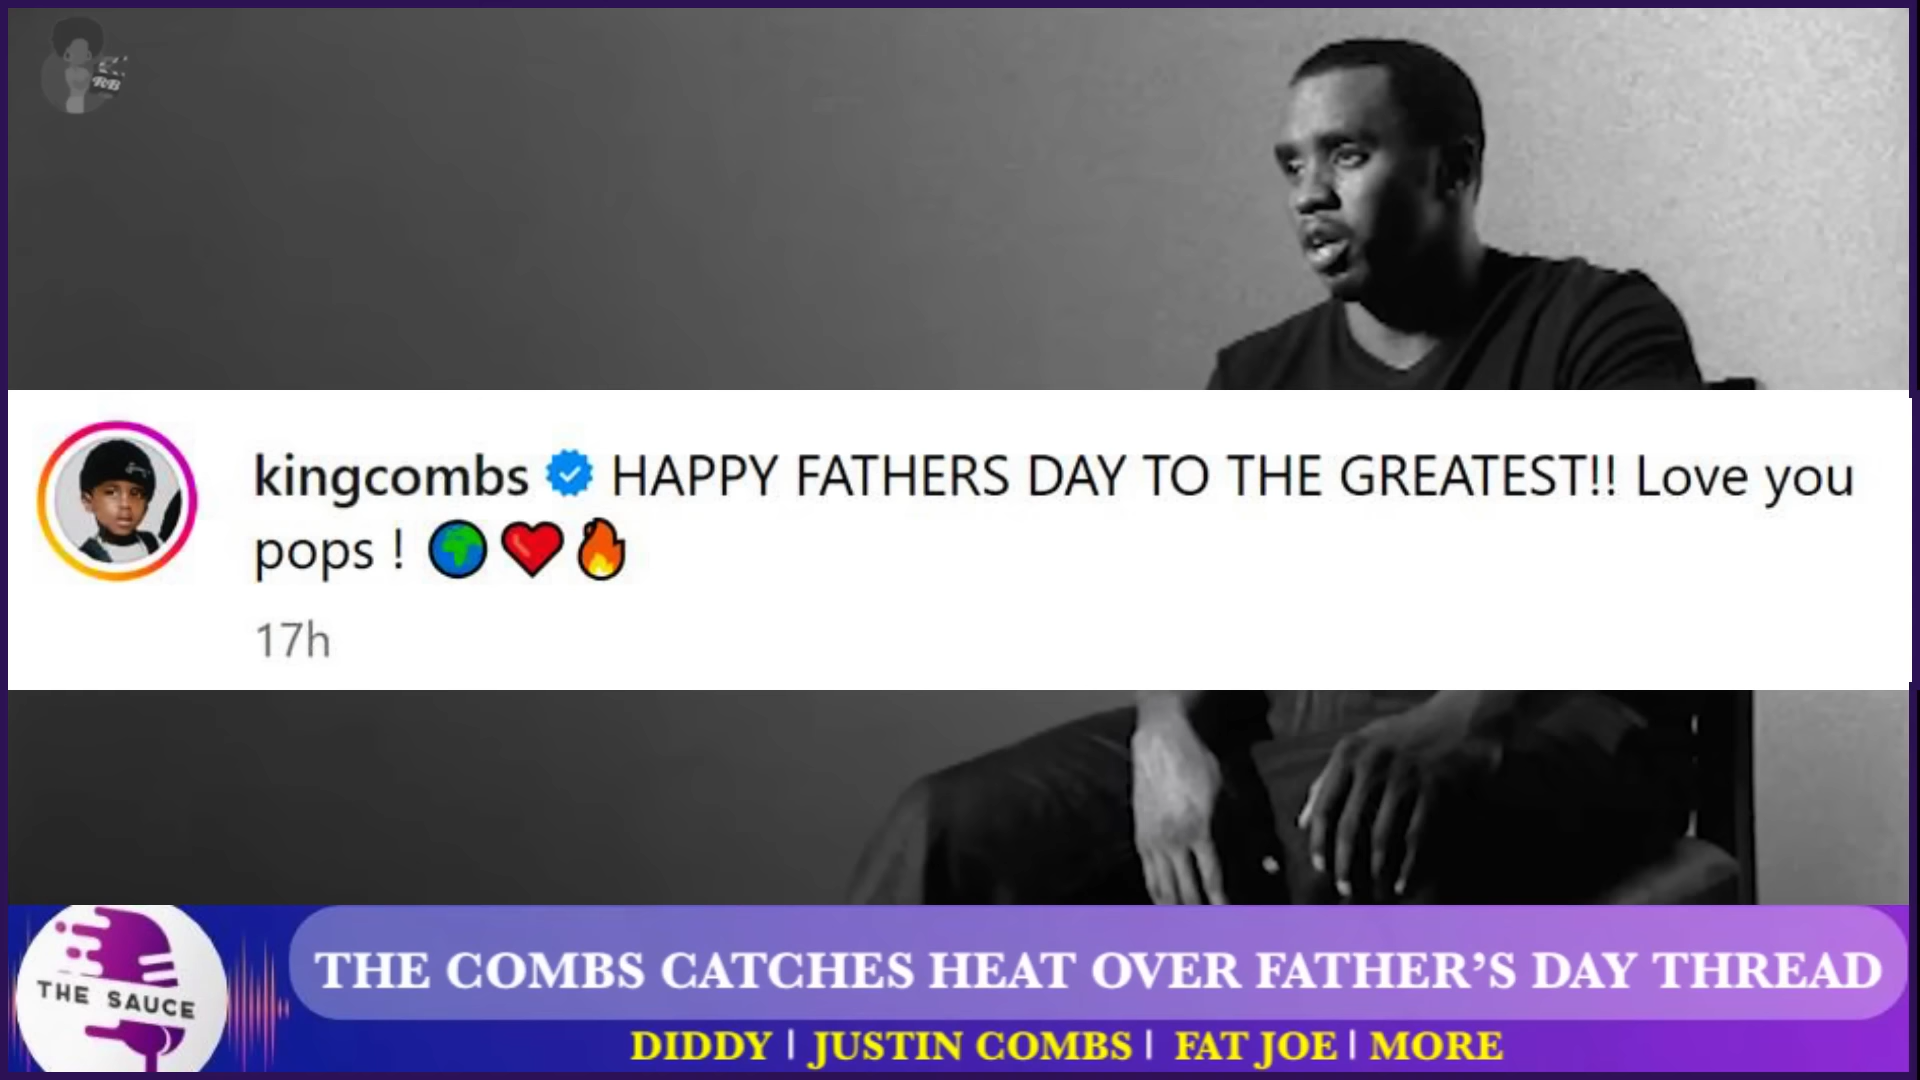 RB
kingcombs HAPPY FATHERS DAY TO THE GREATEST!! Love you
pops ! 🌍❤️🔥
17h
THE SAUCE
THE COMBS CATCHES HEAT OVER FATHER’S DAY THREAD
DIDDY | JUSTIN COMBS | FAT JOE | MORE